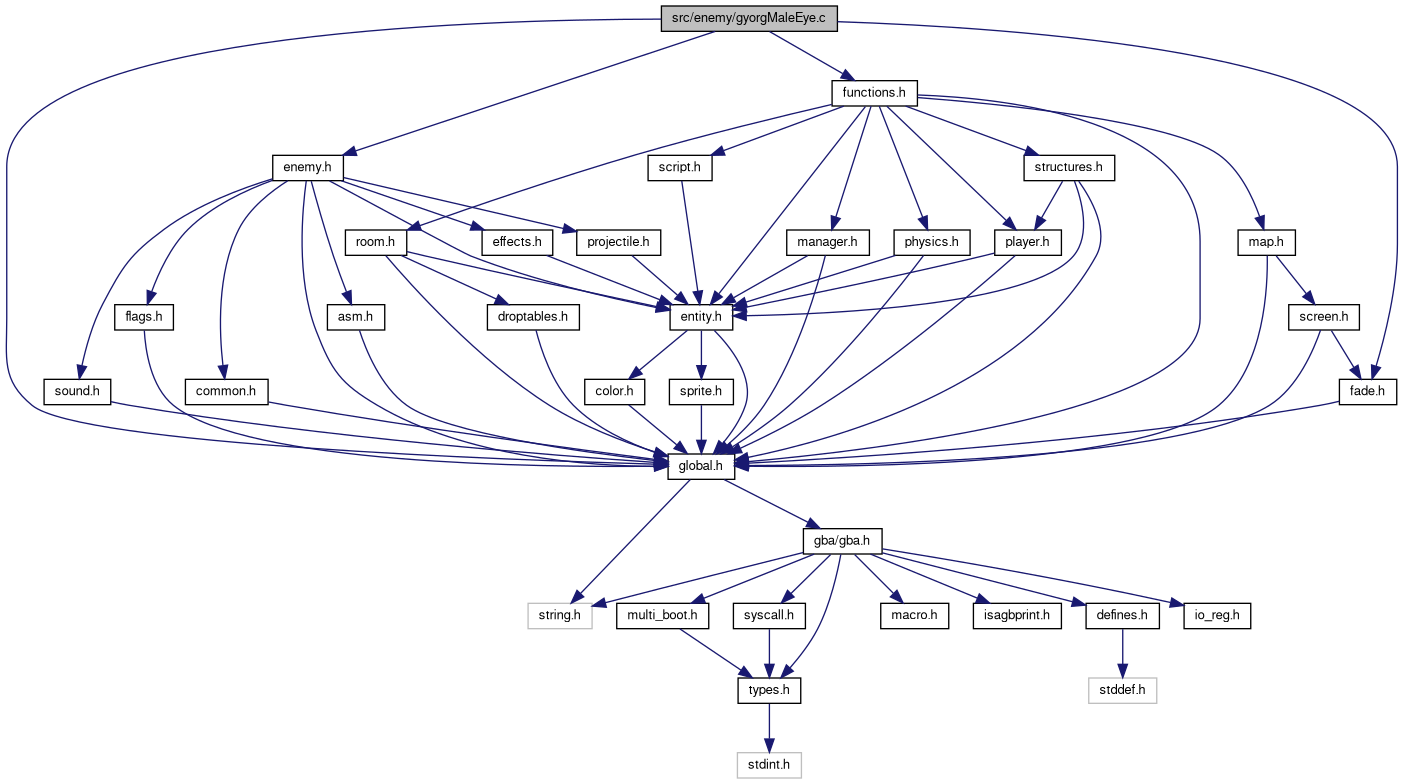 src/enemy/gyorgMaleEye.c
functions.h
enemy.h
script.h
structures.h
room.h
effects.h
projectile.h
manager.h
physics.h
player.h
map.h
flags.h
asm.h
droptables.h
entity.h
screen.h
sound.h
common.h
color.h
sprite.h
fade.h
global.h
gba/gba.h
string.h
multi_boot.h
syscall.h
macro.h
isagbprint.h
defines.h
io_reg.h
types.h
stddef.h
stdint.h